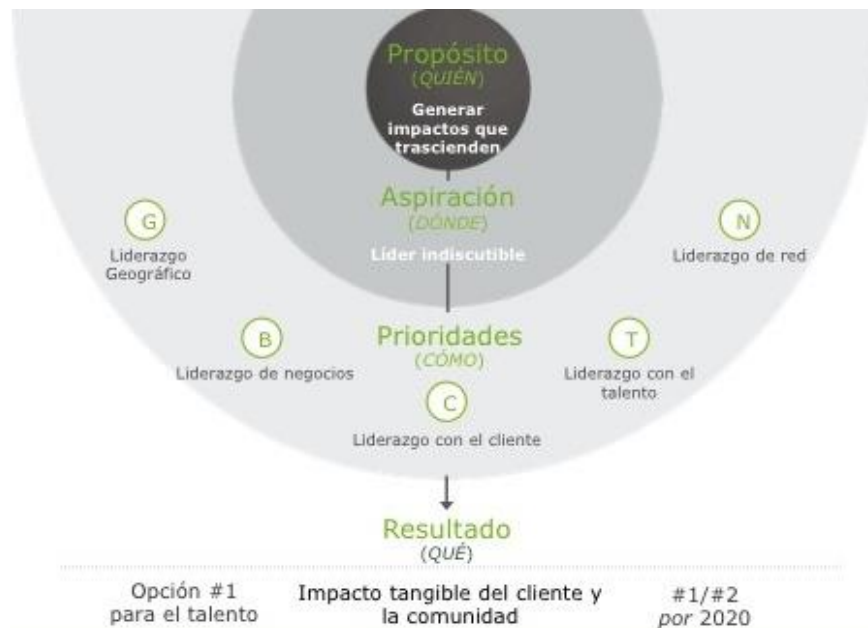 Propósito
(QUIÉN)
Generar
impactos que
trascienden
Aspiración
(DÓNDE)
Líder indiscutible
G
Liderazgo
Geográfico
N
Liderazgo de red
B
Liderazgo de negocios
Prioridades
(CÓMO)
T
Liderazgo con el
talento
C
Liderazgo con el cliente
Resultado
(QUÉ)
Opción #1
para el talento
Impacto tangible del cliente y
la comunidad
#1/#2
por 2020